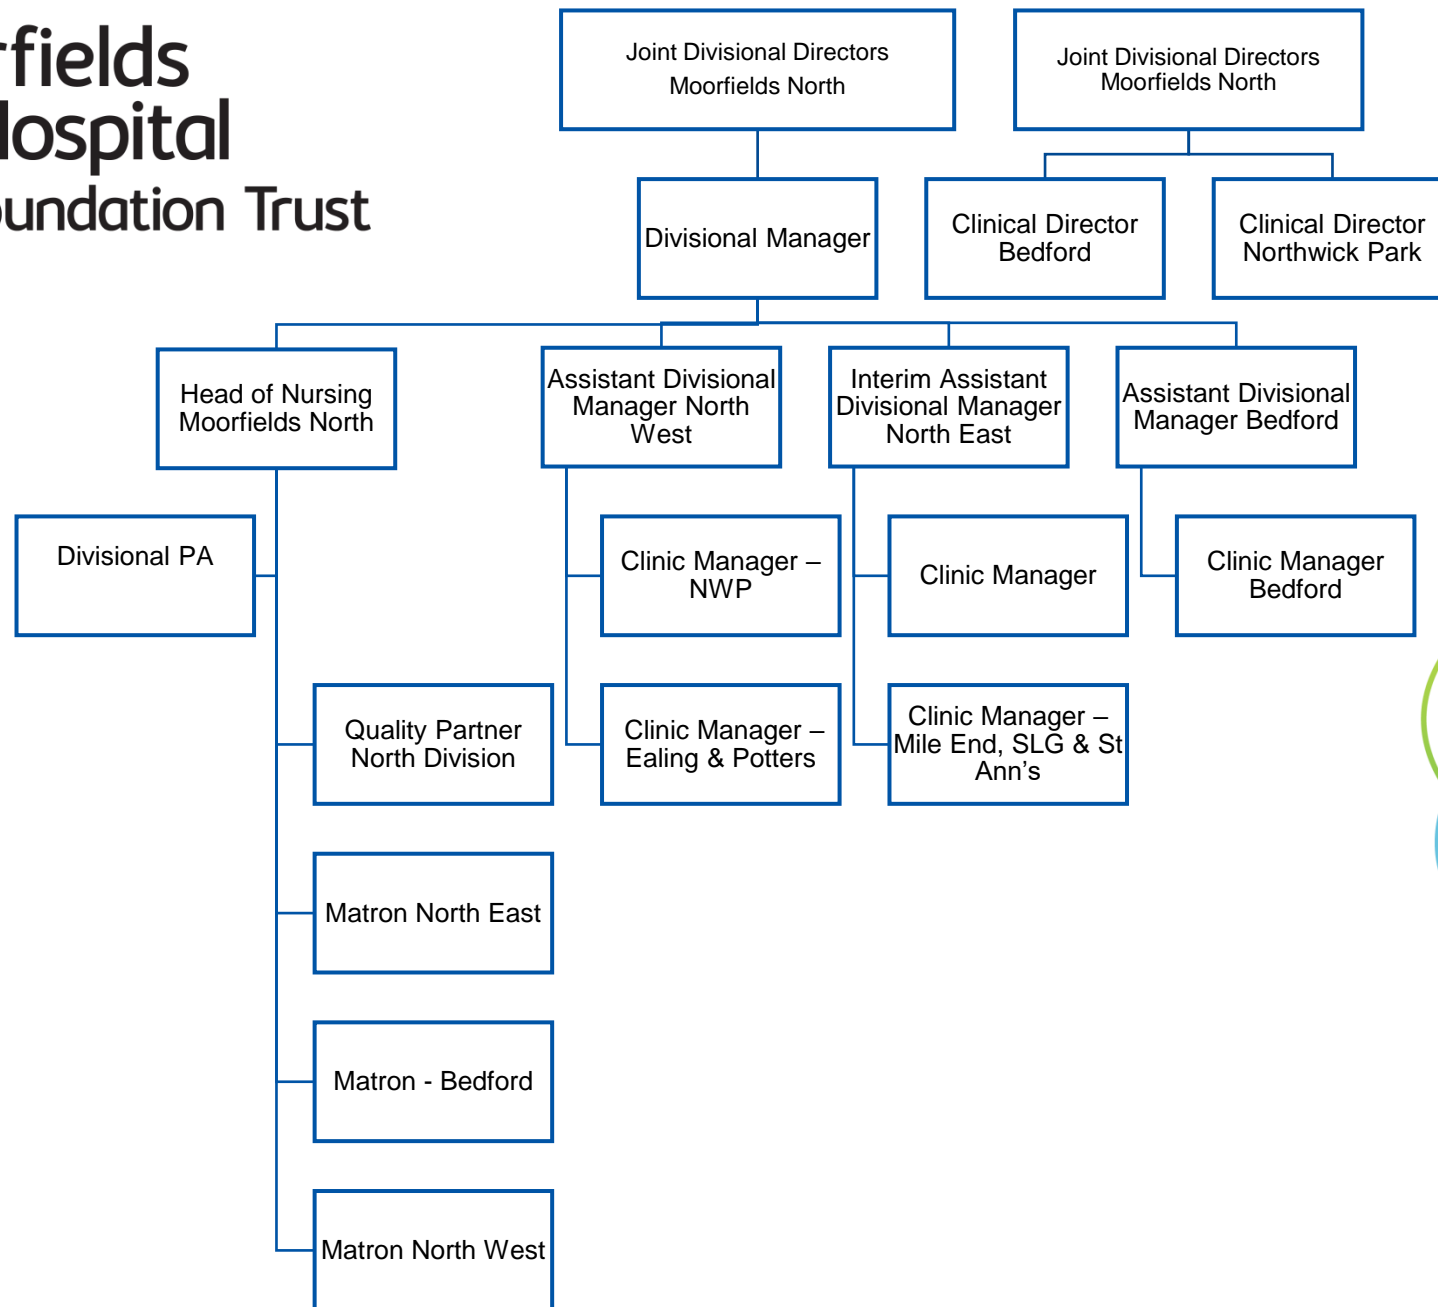 rfields
Hospital
oundation Trust
Joint Divisional Directors
Moorfields North
Joint Divisional Directors
Moorfields North
Divisional Manager
Clinical Director
Bedford
Clinical Director
Northwick Park
Head of Nursing
Moorfields North
Assistant Divisional
Manager North
West
Interim Assistant
Divisional Manager
North East
Assistant Divisional
Manager Bedford
Divisional PA
Clinic Manager –
NWP
Clinic Manager
Clinic Manager
Bedford
Quality Partner
North Division
Clinic Manager –
Ealing & Potters
Clinic Manager –
Mile End, SLG & St
Ann’s
Matron North East
Matron - Bedford
Matron North West